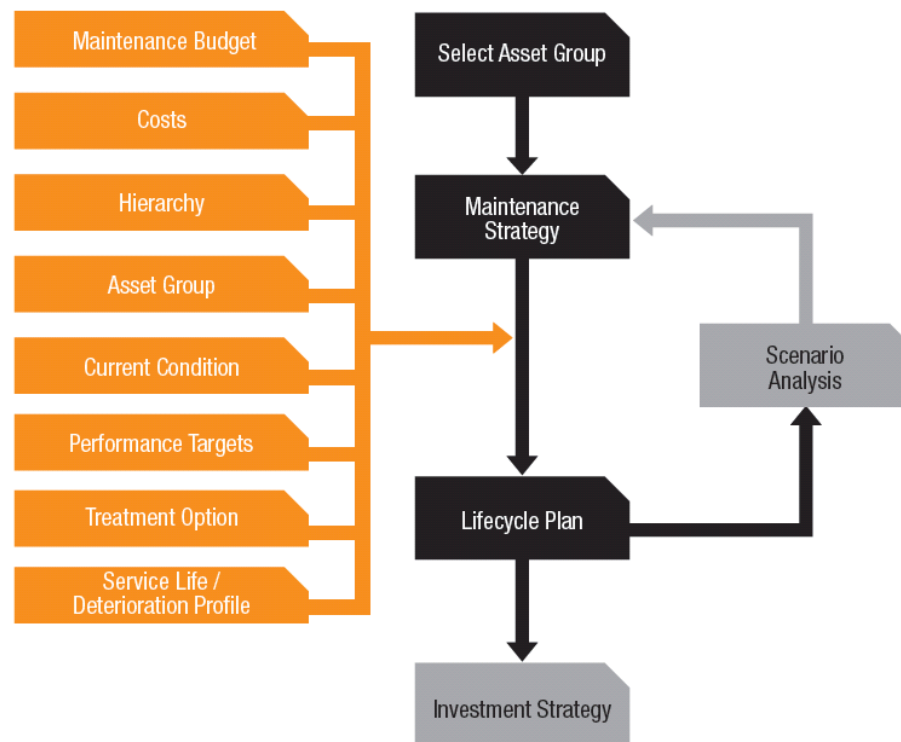 Maintenance Budget
Costs
Hierarchy
Asset Group
Current Condition
Performance Targets
Treatment Option
Service Life /
Deterioration Profile
Select Asset Group
Maintenance
Strategy
Scenario
Analysis
Lifecycle Plan
Investment Strategy